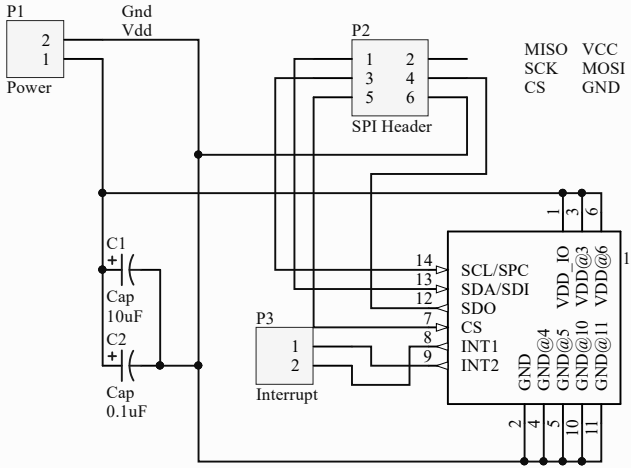 P1
Gnd
Vdd
2
1
Power
P2
1 2
3 4
5 6
SPI Header
MISO VCC
SCK MOSI
CS GND
C1
+
Cap
10uF
C2
+
Cap
0.1uF
P3
1
2
Interrupt
14 SCL/SPC
13 SDA/SDI
12 SDO
7 CS
8 INT1
9 INT2
1 VDD_IO
3 VDD@3
6 VDD@6
1
2 GND
4 GND@4
5 GND@5
10 GND@10
11 GND@11